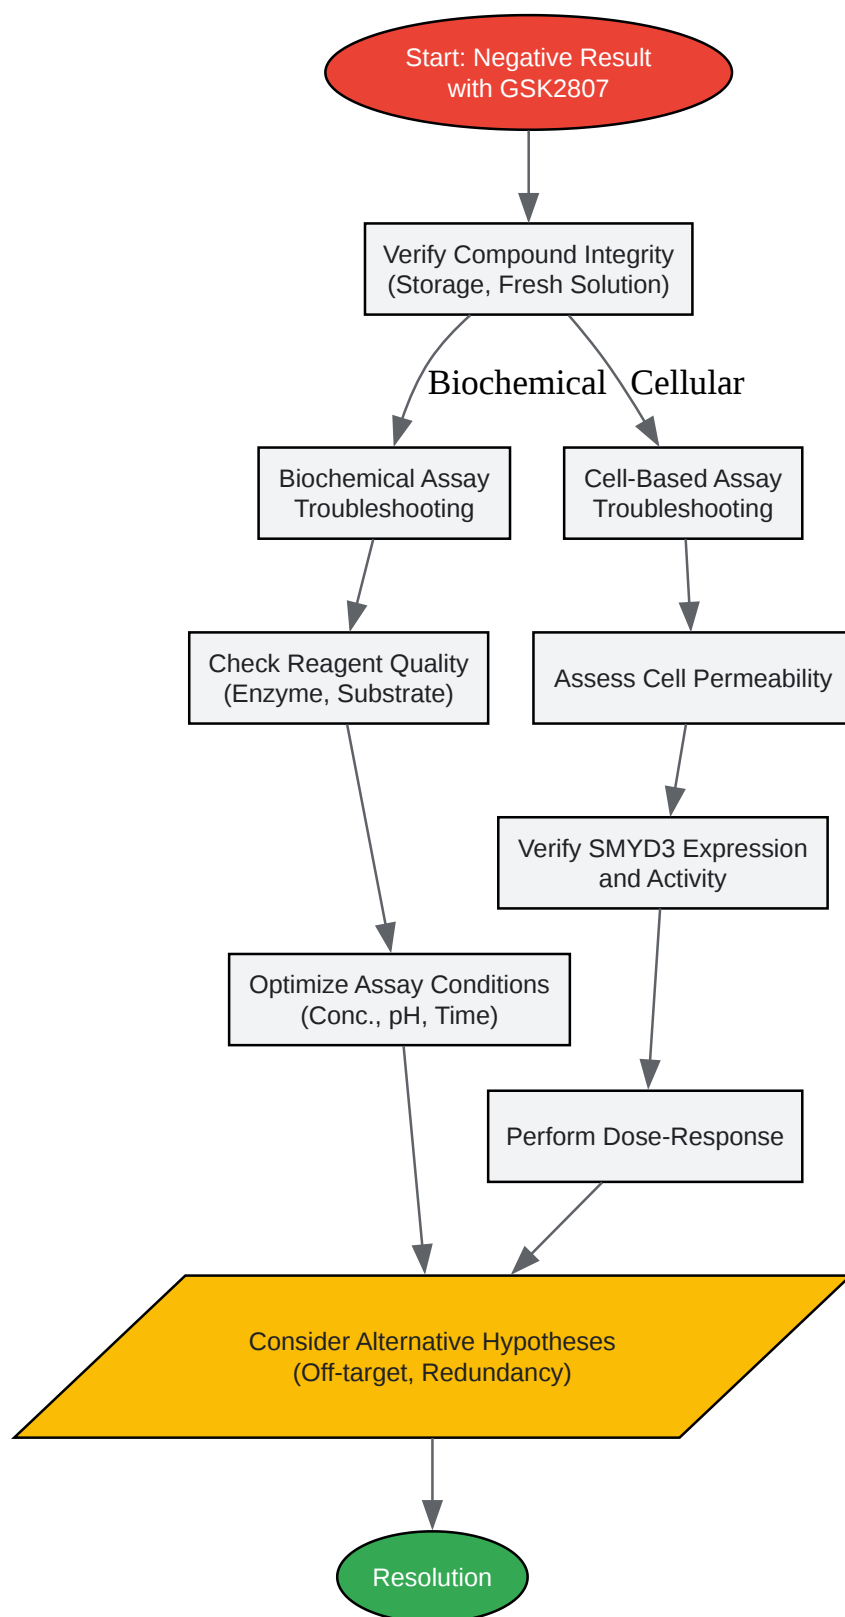 Start: Negative Result
with GSK2807
Verify Compound Integrity
(Storage, Fresh Solution)
Biochemical
Cellular
Biochemical Assay
Troubleshooting
Cell-Based Assay
Troubleshooting
Check Reagent Quality
(Enzyme, Substrate)
Assess Cell Permeability
Verify SMYD3 Expression
and Activity
Optimize Assay Conditions
(Conc., pH, Time)
Perform Dose-Response
Consider Alternative Hypotheses
(Off-target, Redundancy)
Resolution